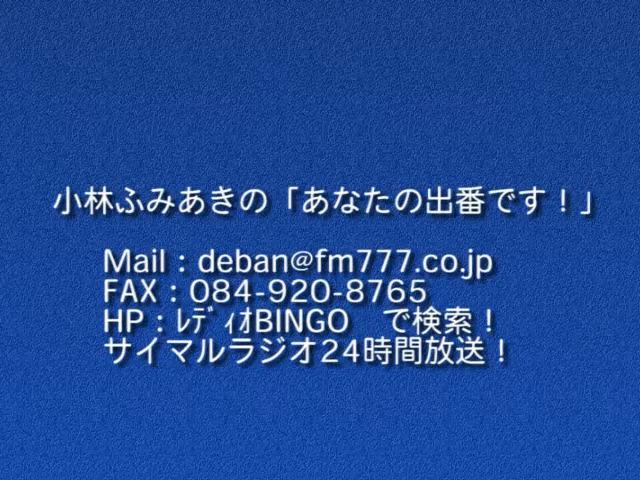 小林ふみあきの「あなたの出番です！」
Mail：deban@fm777.co.jp
FAX：084-920-8765
HP：ﾚﾃﾞｨｵBINGO　で検索！
サイマルラジオ24時間放送！